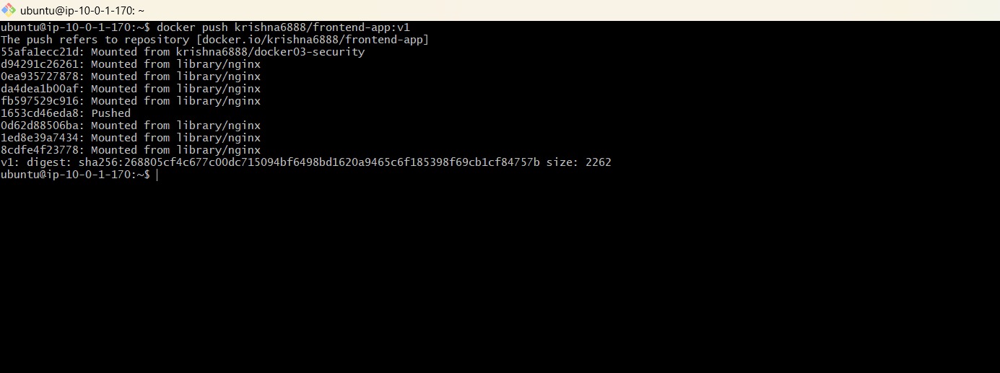 ubuntu@ip-10-0-1-170: ~
ubuntu@ip-10-0-1-170:~$ docker push krishna6888/frontend-app:v1
The push refers to repository [docker.io/krishna6888/frontend-app]
55afa1ecc21d: Mounted from krishna6888/docker03-security
d94291c26261: Mounted from library/nginx
0ea935727878: Mounted from library/nginx
da4dea1b00af: Mounted from library/nginx
fb597529c916: Mounted from library/nginx
1653cd46eda8: Pushed
0d62d88506ba: Mounted from library/nginx
1ed8e39a7434: Mounted from library/nginx
8cdfe4f23778: Mounted from library/nginx
v1: digest: sha256:268805cf4c677c00dc715094bf6498bd1620a9465c6f185398f69cb1cf84757b size: 2262
ubuntu@ip-10-0-1-170:~$